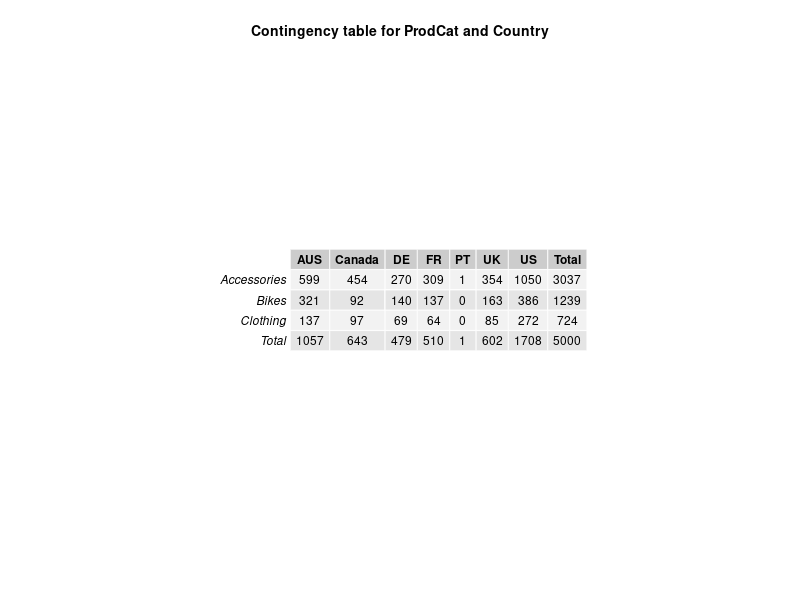 Contingency table for ProdCat and Country
AUS Canada DE FR PT UK US Total
Accessories 599 454 270 309 1 354 1050 3037
Bikes 321 92 140 137 0 163 386 1239
Clothing 137 97 69 64 0 85 272 724
Total 1057 643 479 510 1 602 1708 5000